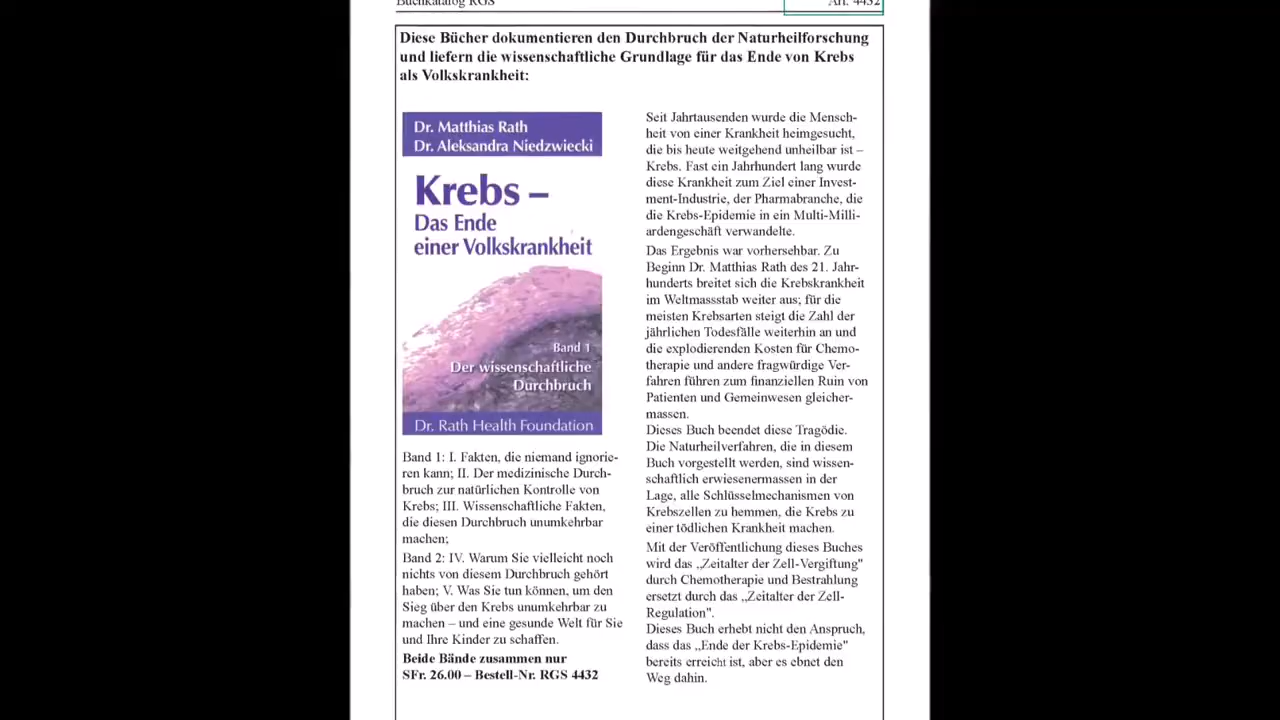 Buchkatalog RGS
Art. 4432
Diese Bücher dokumentieren den Durchbruch der Naturheilforschung
und liefern die wissenschaftliche Grundlage für das Ende von Krebs
als Volkskrankheit:
Dr. Matthias Rath
Dr. Aleksandra Niedzwiecki
Krebs –
Das Ende
einer Volkskrankheit
Band 1
Der wissenschaftliche
Durchbruch
Dr. Rath Health Foundation
Band 1: I. Fakten, die niemand ignorie-
ren kann; II. Der medizinische Durch-
bruch zur natürlichen Kontrolle von
Krebs; III. Wissenschaftliche Fakten,
die diesen Durchbruch unumkehrbar
machen;
Band 2: IV. Warum Sie vielleicht noch
nichts von diesem Durchbruch gehört
haben; V. Was Sie tun können, um den
Sieg über den Krebs unumkehrbar zu
machen – und eine gesunde Welt für Sie
und Ihre Kinder zu schaffen.
Beide Bände zusammen nur
SFr. 26.00 – Bestell-Nr. RGS 4432
Seit Jahrtausenden wurde die Mensch-
heit von einer Krankheit heimgesucht,
die bis heute weitgehend unheilbar ist –
Krebs. Fast ein Jahrhundert lang wurde
diese Krankheit zum Ziel einer Invest-
ment-Industrie, der Pharmabranche, die
die Krebs-Epidemie in ein Multi-Milli-
ardengeschäft verwandelte.
Das Ergebnis war vorhersehbar. Zu
Beginn Dr. Matthias Rath des 21. Jahr-
hunderts breitet sich die Krebskrankheit
im Weltmassstab weiter aus; für die
meisten Krebsarten steigt die Zahl der
jährlichen Todesfälle weiterhin an und
die explodierenden Kosten für Chemo-
therapie und andere fragwürdige Ver-
fahren führen zum finanziellen Ruin von
Patienten und Gemeinwesen gleicher-
massen.
Dieses Buch beendet diese Tragödie.
Die Naturheilverfahren, die in diesem
Buch vorgestellt werden, sind wissen-
schaftlich erwiesenermassen in der
Lage, alle Schlüsselmechanismen von
Krebszellen zu hemmen, die Krebs zu
einer tödlichen Krankheit machen.
Mit der Veröffentlichung dieses Buches
wird das „Zeitalter der Zell-Vergiftung"
durch Chemotherapie und Bestrahlung
ersetzt durch das „Zeitalter der Zell-
Regulation".
Dieses Buch erhebt nicht den Anspruch,
dass das „Ende der Krebs-Epidemie"
bereits erreicht ist, aber es ebnet den
Weg dahin.